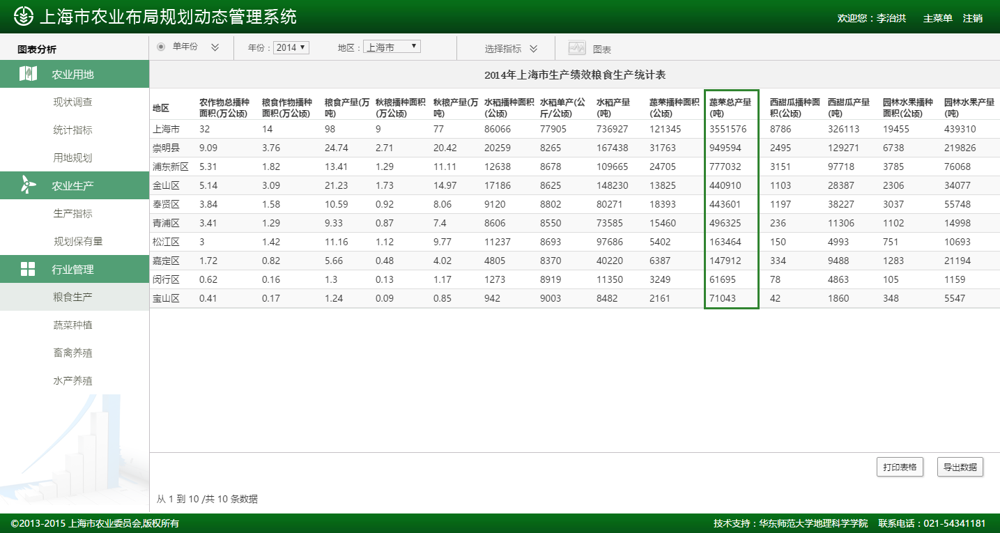 上海市农业布局规划动态管理系统
欢迎您：李治洪 主菜单 注销
图表分析
单年份 年份：2014 地区：上海市 选择指标 图表
农业用地
现状调查
统计指标
用地规划
农业生产
生产指标
规划保有量
行业管理
粮食生产
蔬菜种植
畜禽养殖
水产养殖
2014年上海市生产绩效粮食生产统计表
地区 农作物总播种面积(万公顷) 粮食作物播种面积(万公顷) 粮食产量(万吨) 秋粮播种面积(万公顷) 秋粮产量(万吨) 水稻播种面积(公顷) 水稻单产(公斤/公顷) 水稻产量(吨) 蔬菜播种面积(公顷) 蔬菜总产量(吨) 西甜瓜播种面积(公顷) 西甜瓜产量(吨) 园林水果播种面积(公顷) 园林水果产量(吨)
上海市 32 14 98 9 77 86066 77905 736927 121345 3551576 8786 326113 19455 439310
崇明县 9.09 3.76 24.74 2.71 20.42 20259 8265 167438 31763 949594 2495 129271 6738 219826
浦东新区 5.31 1.82 13.41 1.29 11.11 12638 8678 109665 24705 777032 3151 97718 3785 76068
金山区 5.14 3.09 21.23 1.73 14.97 17186 8625 148230 13825 440910 1103 28387 2306 34077
奉贤区 3.84 1.58 10.59 0.92 8.06 9120 8802 80271 18393 443601 1197 38227 3037 55748
青浦区 3.41 1.29 9.33 0.87 7.4 8606 8550 73585 15460 496325 236 11306 1102 14998
松江区 3 1.42 11.16 1.12 9.77 11237 8693 97686 5402 163464 150 4993 751 10693
嘉定区 1.72 0.82 5.66 0.48 4.02 4805 8370 40220 6387 147912 334 9488 1283 21194
闵行区 0.62 0.16 1.3 0.13 1.17 1273 8919 11350 3249 61695 78 4863 105 1159
宝山区 0.41 0.17 1.24 0.09 0.85 942 9003 8482 2161 71043 42 1860 348 5547
打印表格 导出数据
从 1 到 10 /共 10 条数据
©2013-2015 上海市农业委员会,版权所有
技术支持：华东师范大学地理科学学院 联系电话：021-54341181